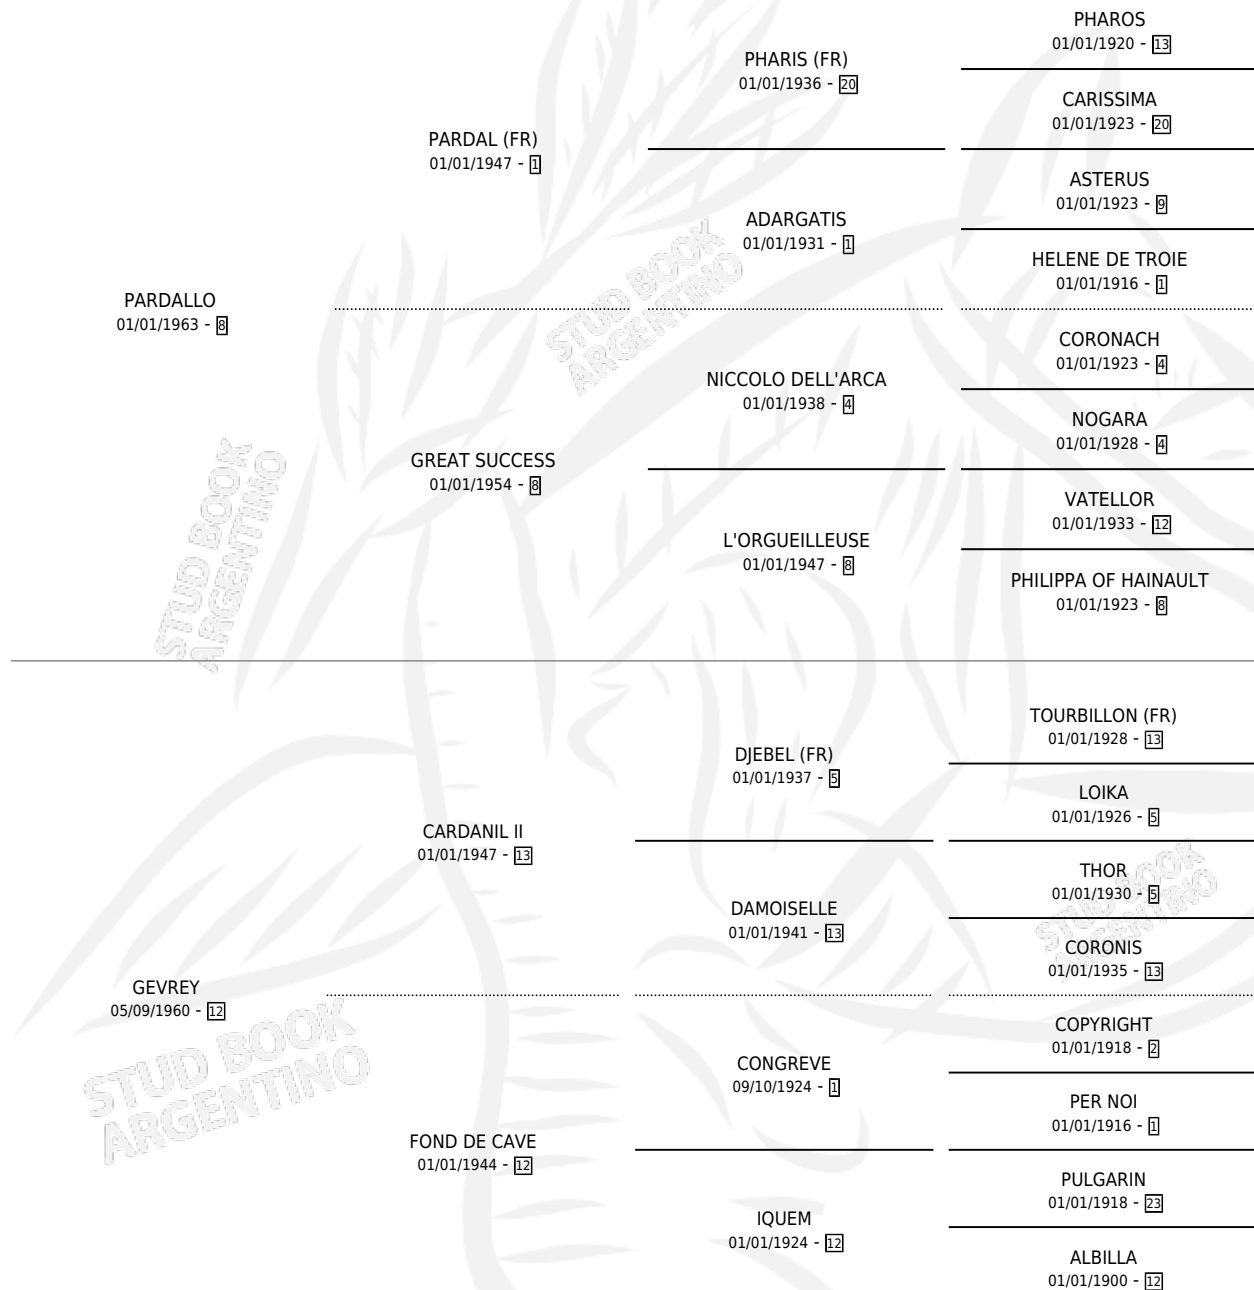 PHAROS
01/01/1920 - 13
PHARIS (FR)
01/01/1936 - 20
CARISSIMA
01/01/1923 - 20
PARDAL (FR)
01/01/1947 - 1
ASTERUS
01/01/1923 - 9
ADARGATIS
01/01/1931 - 1
HELENE DE TROIE
01/01/1916 - 1
PARDALLO
01/01/1963 - 8
CORONACH
01/01/1923 - 4
NICCOLO DELL'ARCA
01/01/1938 - 4
NOGARA
01/01/1928 - 4
GREAT SUCCESS
01/01/1954 - 8
VATELLOR
01/01/1933 - 12
L'ORGUEILLEUSE
01/01/1947 - 8
PHILIPPA OF HAINAULT
01/01/1923 - 8
TOURBILLON (FR)
01/01/1928 - 13
DJEBEL (FR)
01/01/1937 - 5
LOIKA
01/01/1926 - 5
CARDANIL II
01/01/1947 - 13
THOR
01/01/1930 - 5
DAMOISELLE
01/01/1941 - 13
CORONIS
01/01/1935 - 13
GEVREY
05/09/1960 - 12
COPYRIGHT
01/01/1918 - 2
CONGREVE
09/10/1924 - 1
PER NOI
01/01/1916 - 1
FOND DE CAVE
01/01/1944 - 12
PULGARIN
01/01/1918 - 23
IQUEM
01/01/1924 - 12
ALBILLA
01/01/1900 - 12
STUD BOOK
ARGENTINO
STUD BOOK
ARGENTINO
STUD BOOK
ARGENTINO
STUD BOOK
ARGENTINO